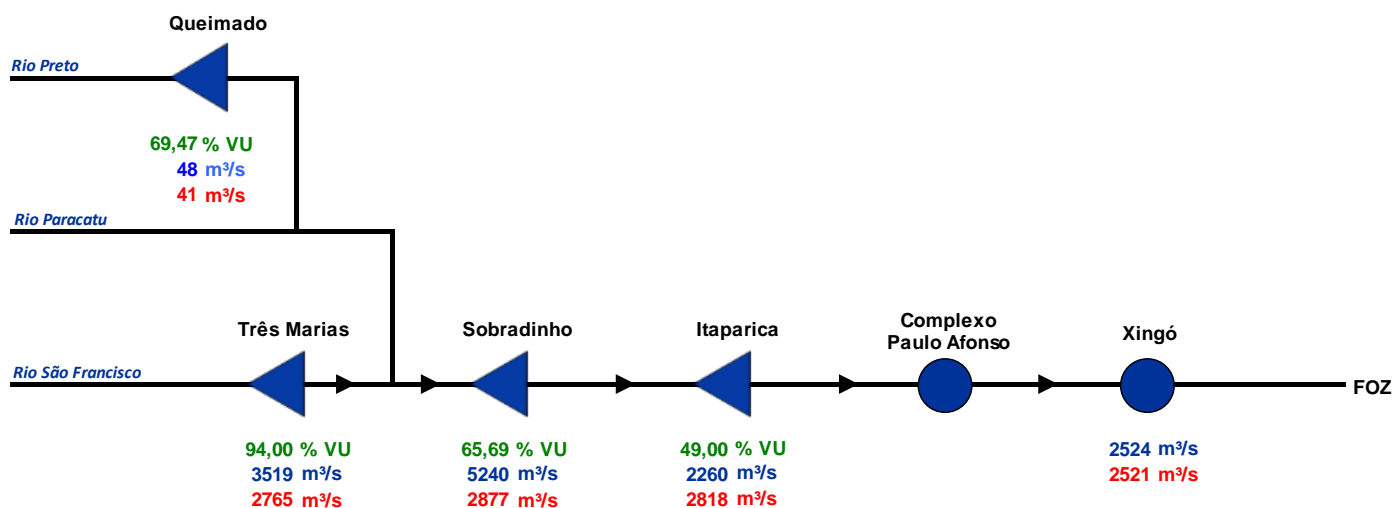 Queimado
Rio Preto
69,47 % VU
48 m³/s
41 m³/s
Rio Paracatu
Três Marias
Sobradinho
Itaparica
Complexo
Paulo Afonso
Xingó
Rio São Francisco
FOZ
94,00 % VU
3519 m³/s
2765 m³/s
65,69 % VU
5240 m³/s
2877 m³/s
49,00 % VU
2260 m³/s
2818 m³/s
2524 m³/s
2521 m³/s